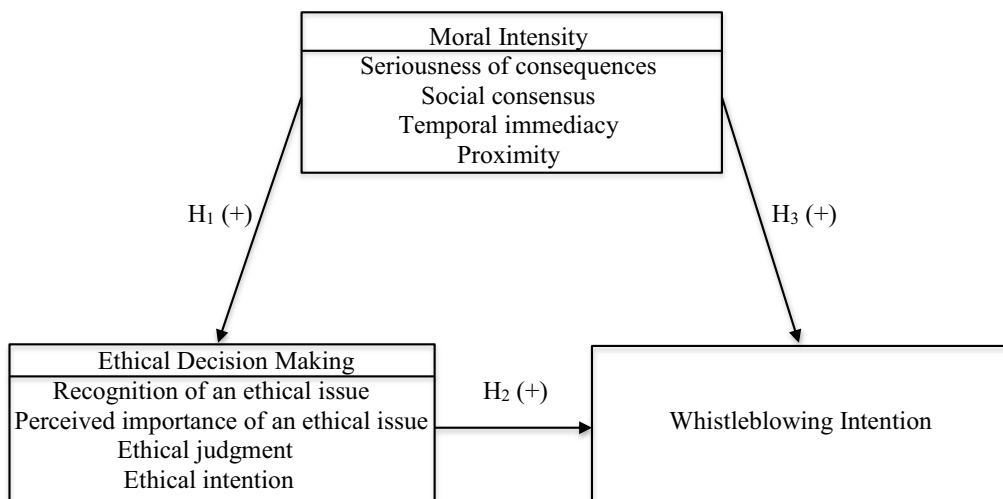 Moral Intensity
Seriousness of consequences
Social consensus
Temporal immediacy
Proximity
H₁ (+)
H₃ (+)
Ethical Decision Making
Recognition of an ethical issue
Perceived importance of an ethical issue
Ethical judgment
Ethical intention
H₂ (+)
Whistleblowing Intention